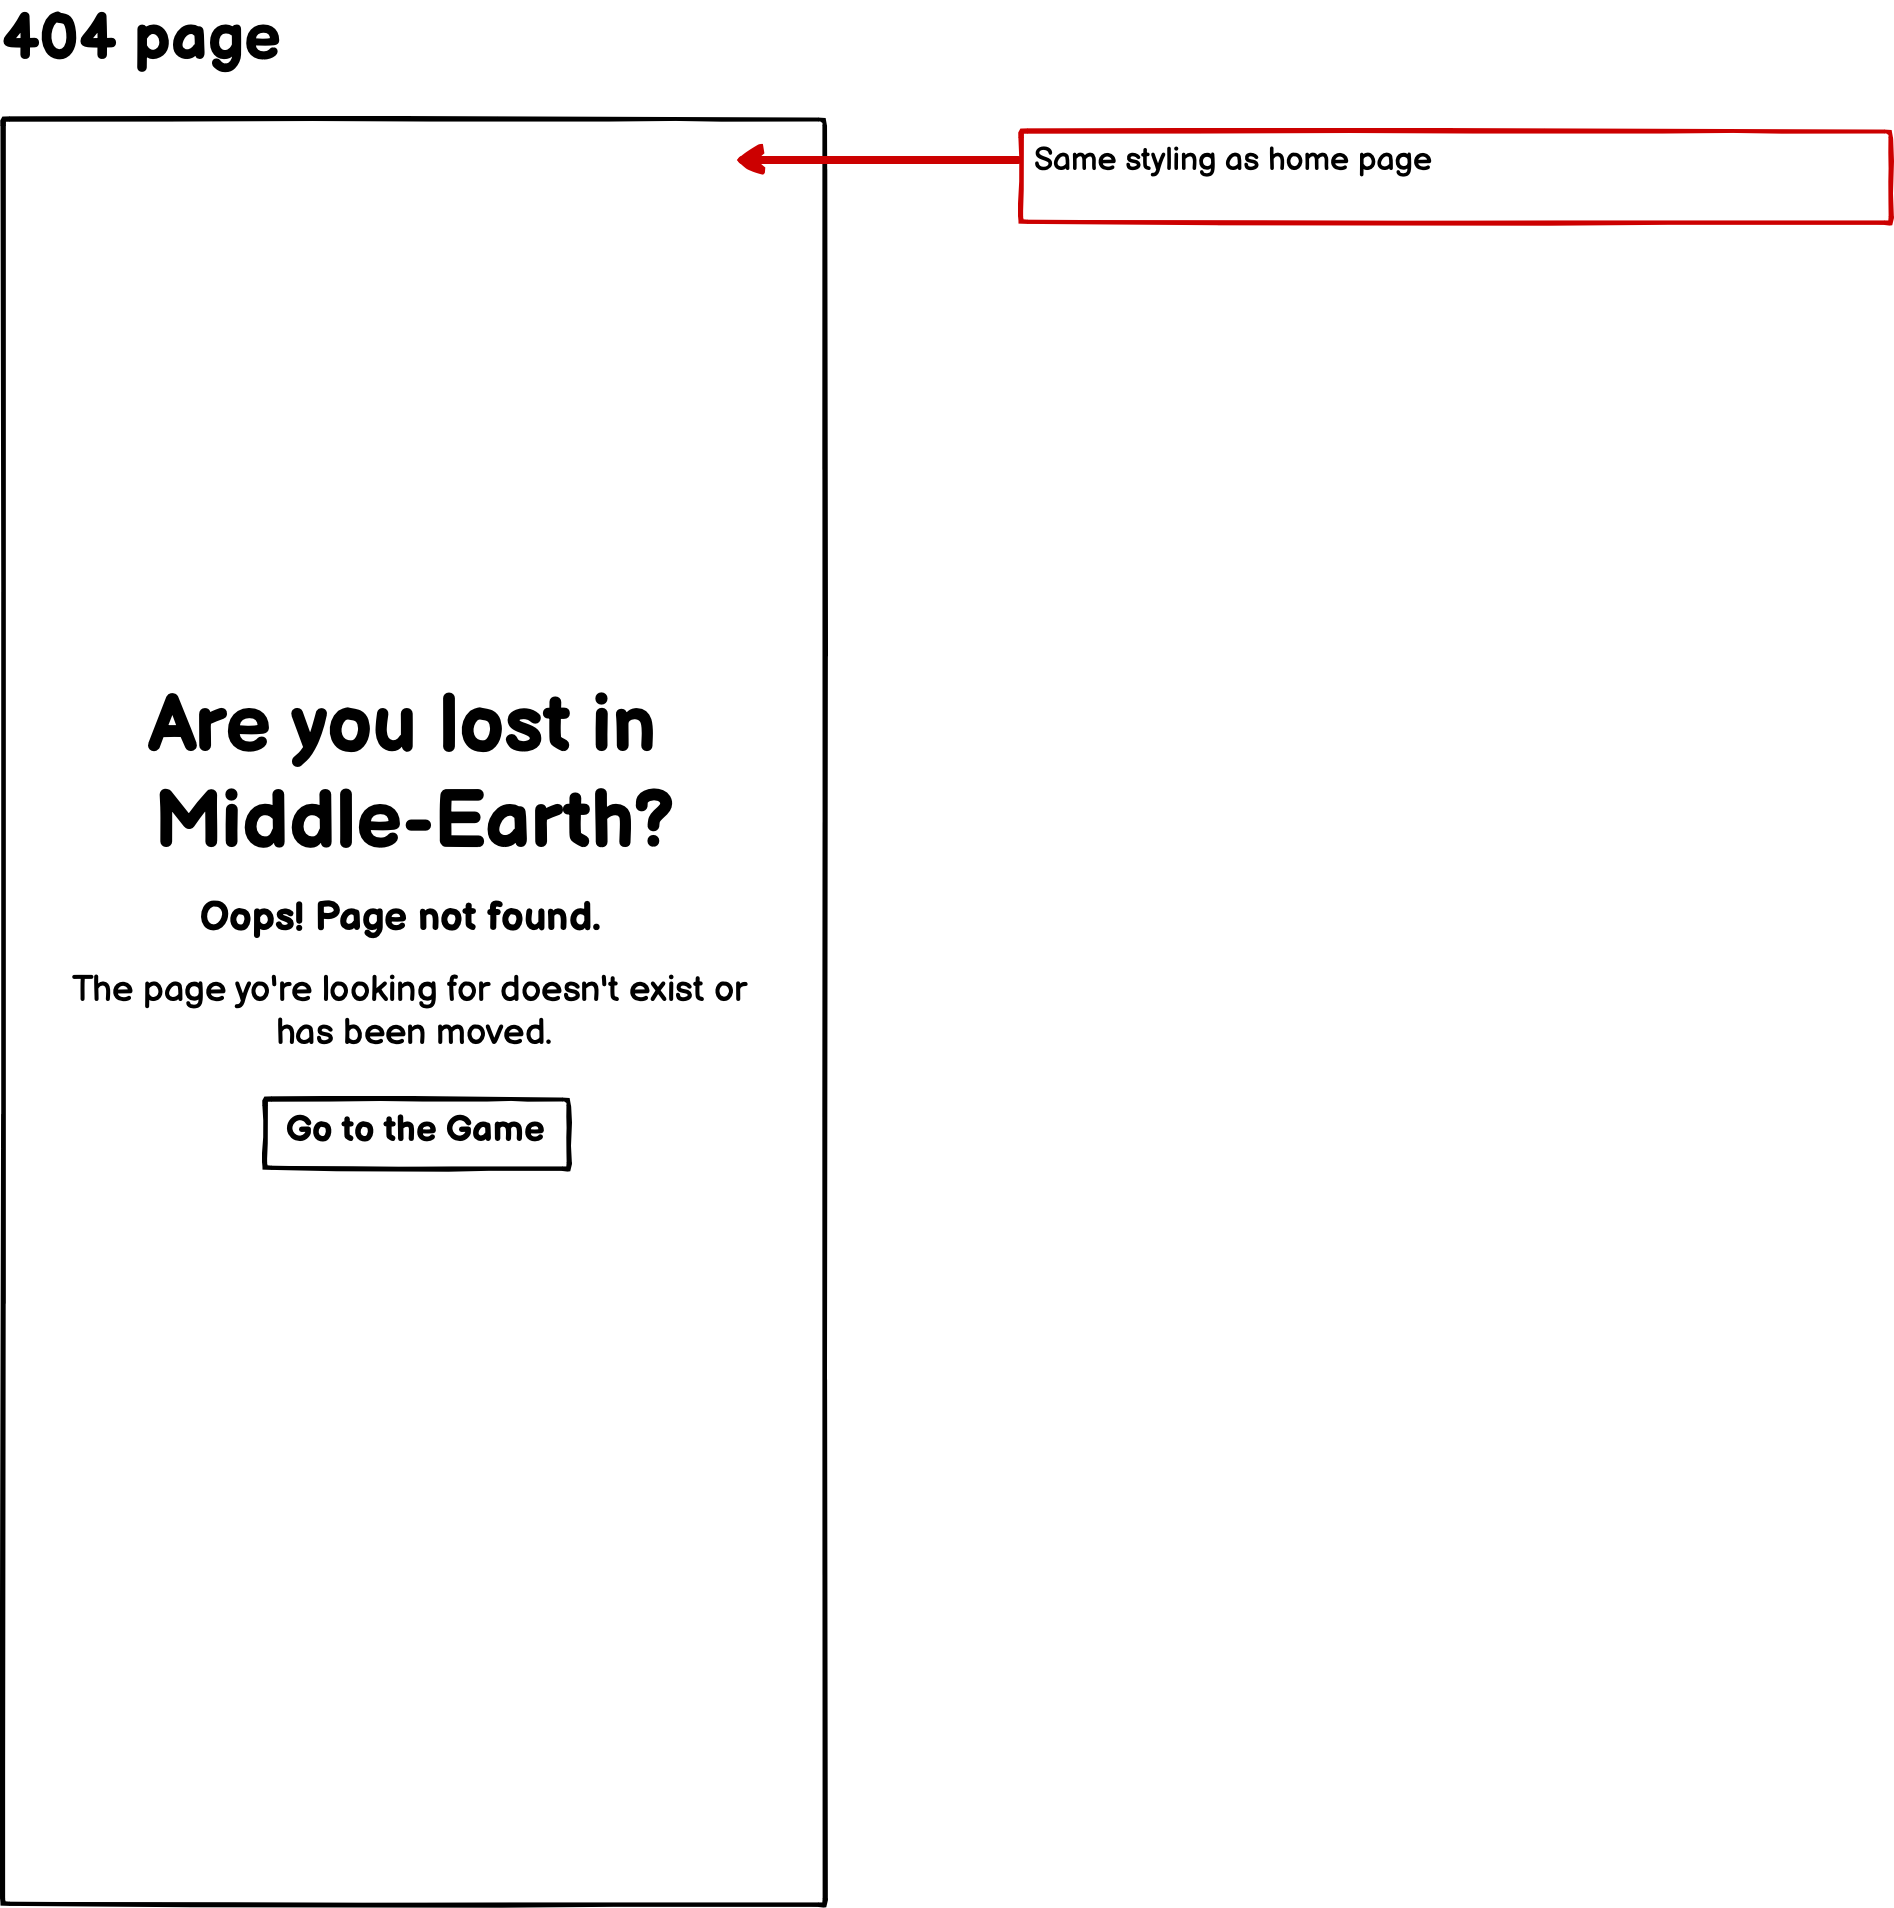 404 page
Same styling as home page
Are you lost in
Middle-Earth?
Oops! Page not found.
The page yo're looking for doesn't exist or
has been moved.
Go to the Game